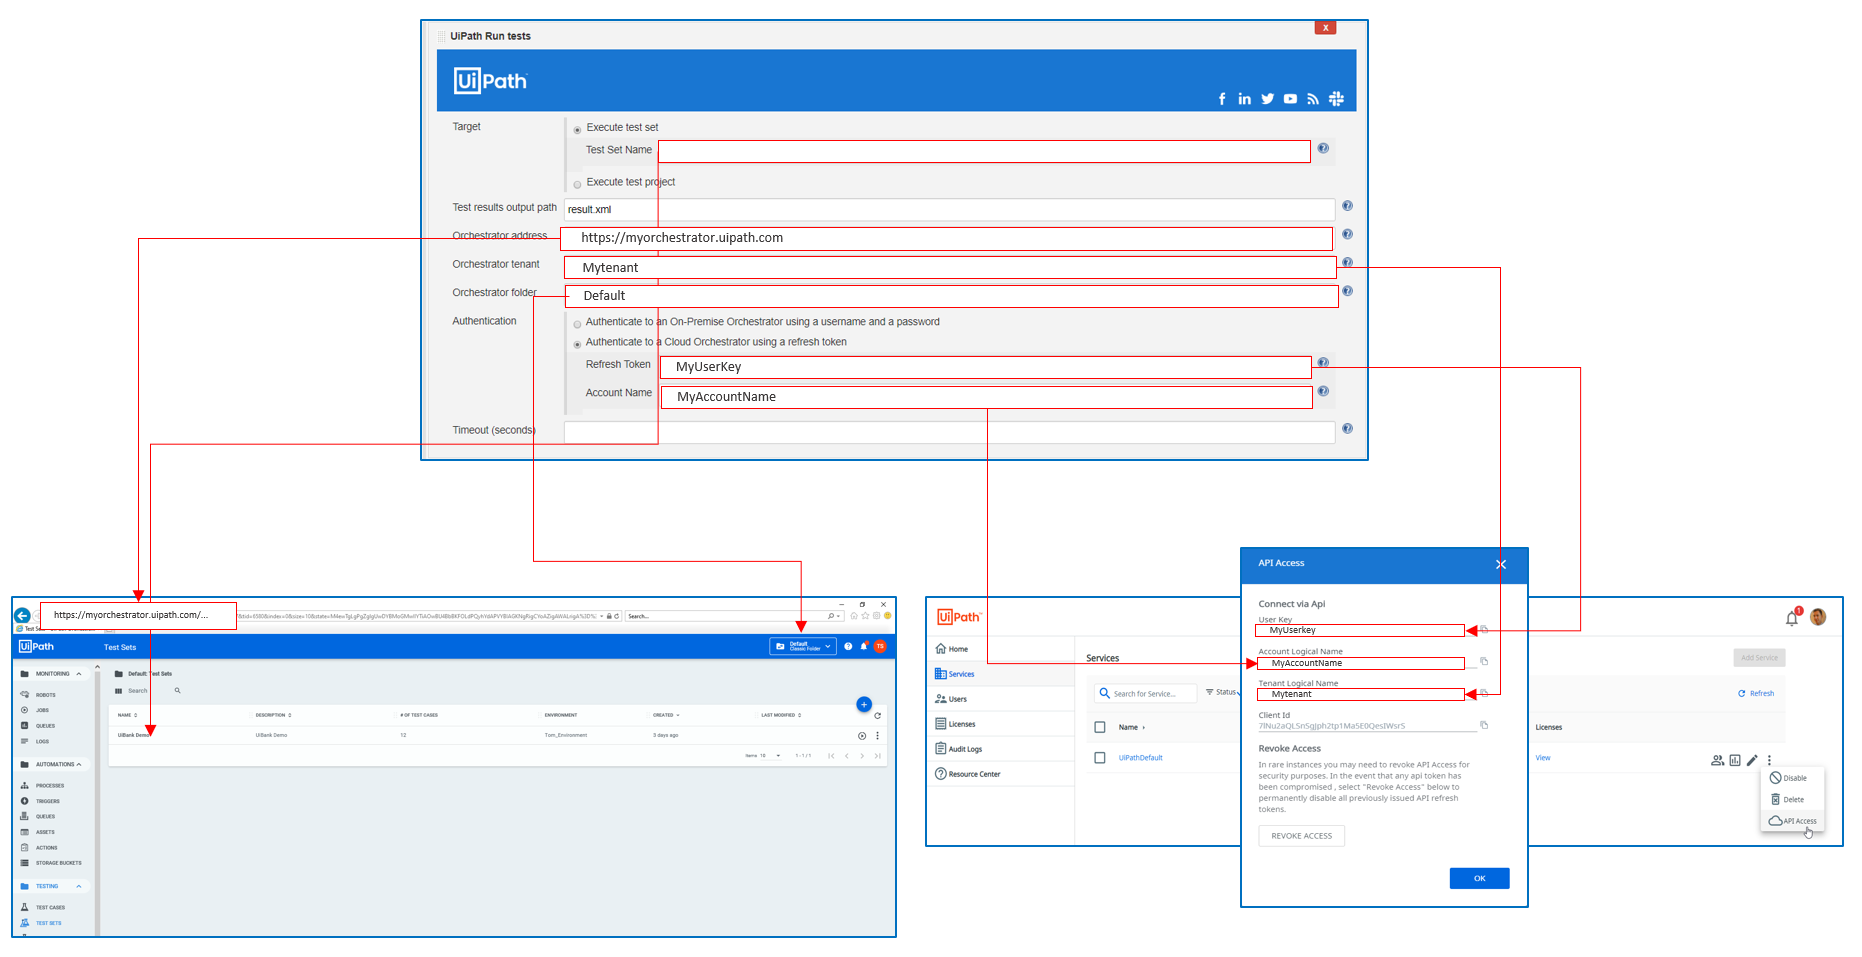 UiPath Run tests
x
UiPath
Target
Execute test set
Test Set Name
Execute test project
Test results output path
result.xml
Orchestrator address
https://myorchestrator.uipath.com
Orchestrator tenant
Mytenant
Orchestrator folder
Default
Authentication
Authenticate to an On-Premise Orchestrator using a username and a password
Authenticate to a Cloud Orchestrator using a refresh token
Refresh Token
MyUserKey
Account Name
MyAccountName
Timeout (seconds)
https://myorchestrator.uipath.com/...
Search...
UiPath
Test Sets
Default
Classic Folder
TS
MONITORING
ROBOTS
JOBS
QUEUES
LOGS
AUTOMATIONS
PROCESSES
TRIGGERS
QUEUES
ASSETS
ACTIONS
STORAGE BUCKETS
TESTING
TEST CASES
TEST SETS
Default: Test Sets
Search
NAME DESCRIPTION # OF TEST CASES ENVIRONMENT CREATED LAST MODIFIED
UiBank Demo UiBank Demo 12 Tom_Environment 3 days ago
Items 10 1 - 1 / 1
UiPath
1
Home
Services
Users
Licenses
Audit Logs
Resource Center
Services
Add Service
Search for Service...
Status
Refresh
Name
Licenses
UiPathDefault
View
Disable
Delete
API Access
API Access
Connect via Api
User Key
MyUserkey
Account Logical Name
MyAccountName
Tenant Logical Name
Mytenant
Client Id
Revoke Access
In rare instances you may need to revoke API Access for
security purposes. In the event that any api token has
been compromised , select "Revoke Access" below to
permanently disable all previously issued API refresh
tokens.
REVOKE ACCESS
OK